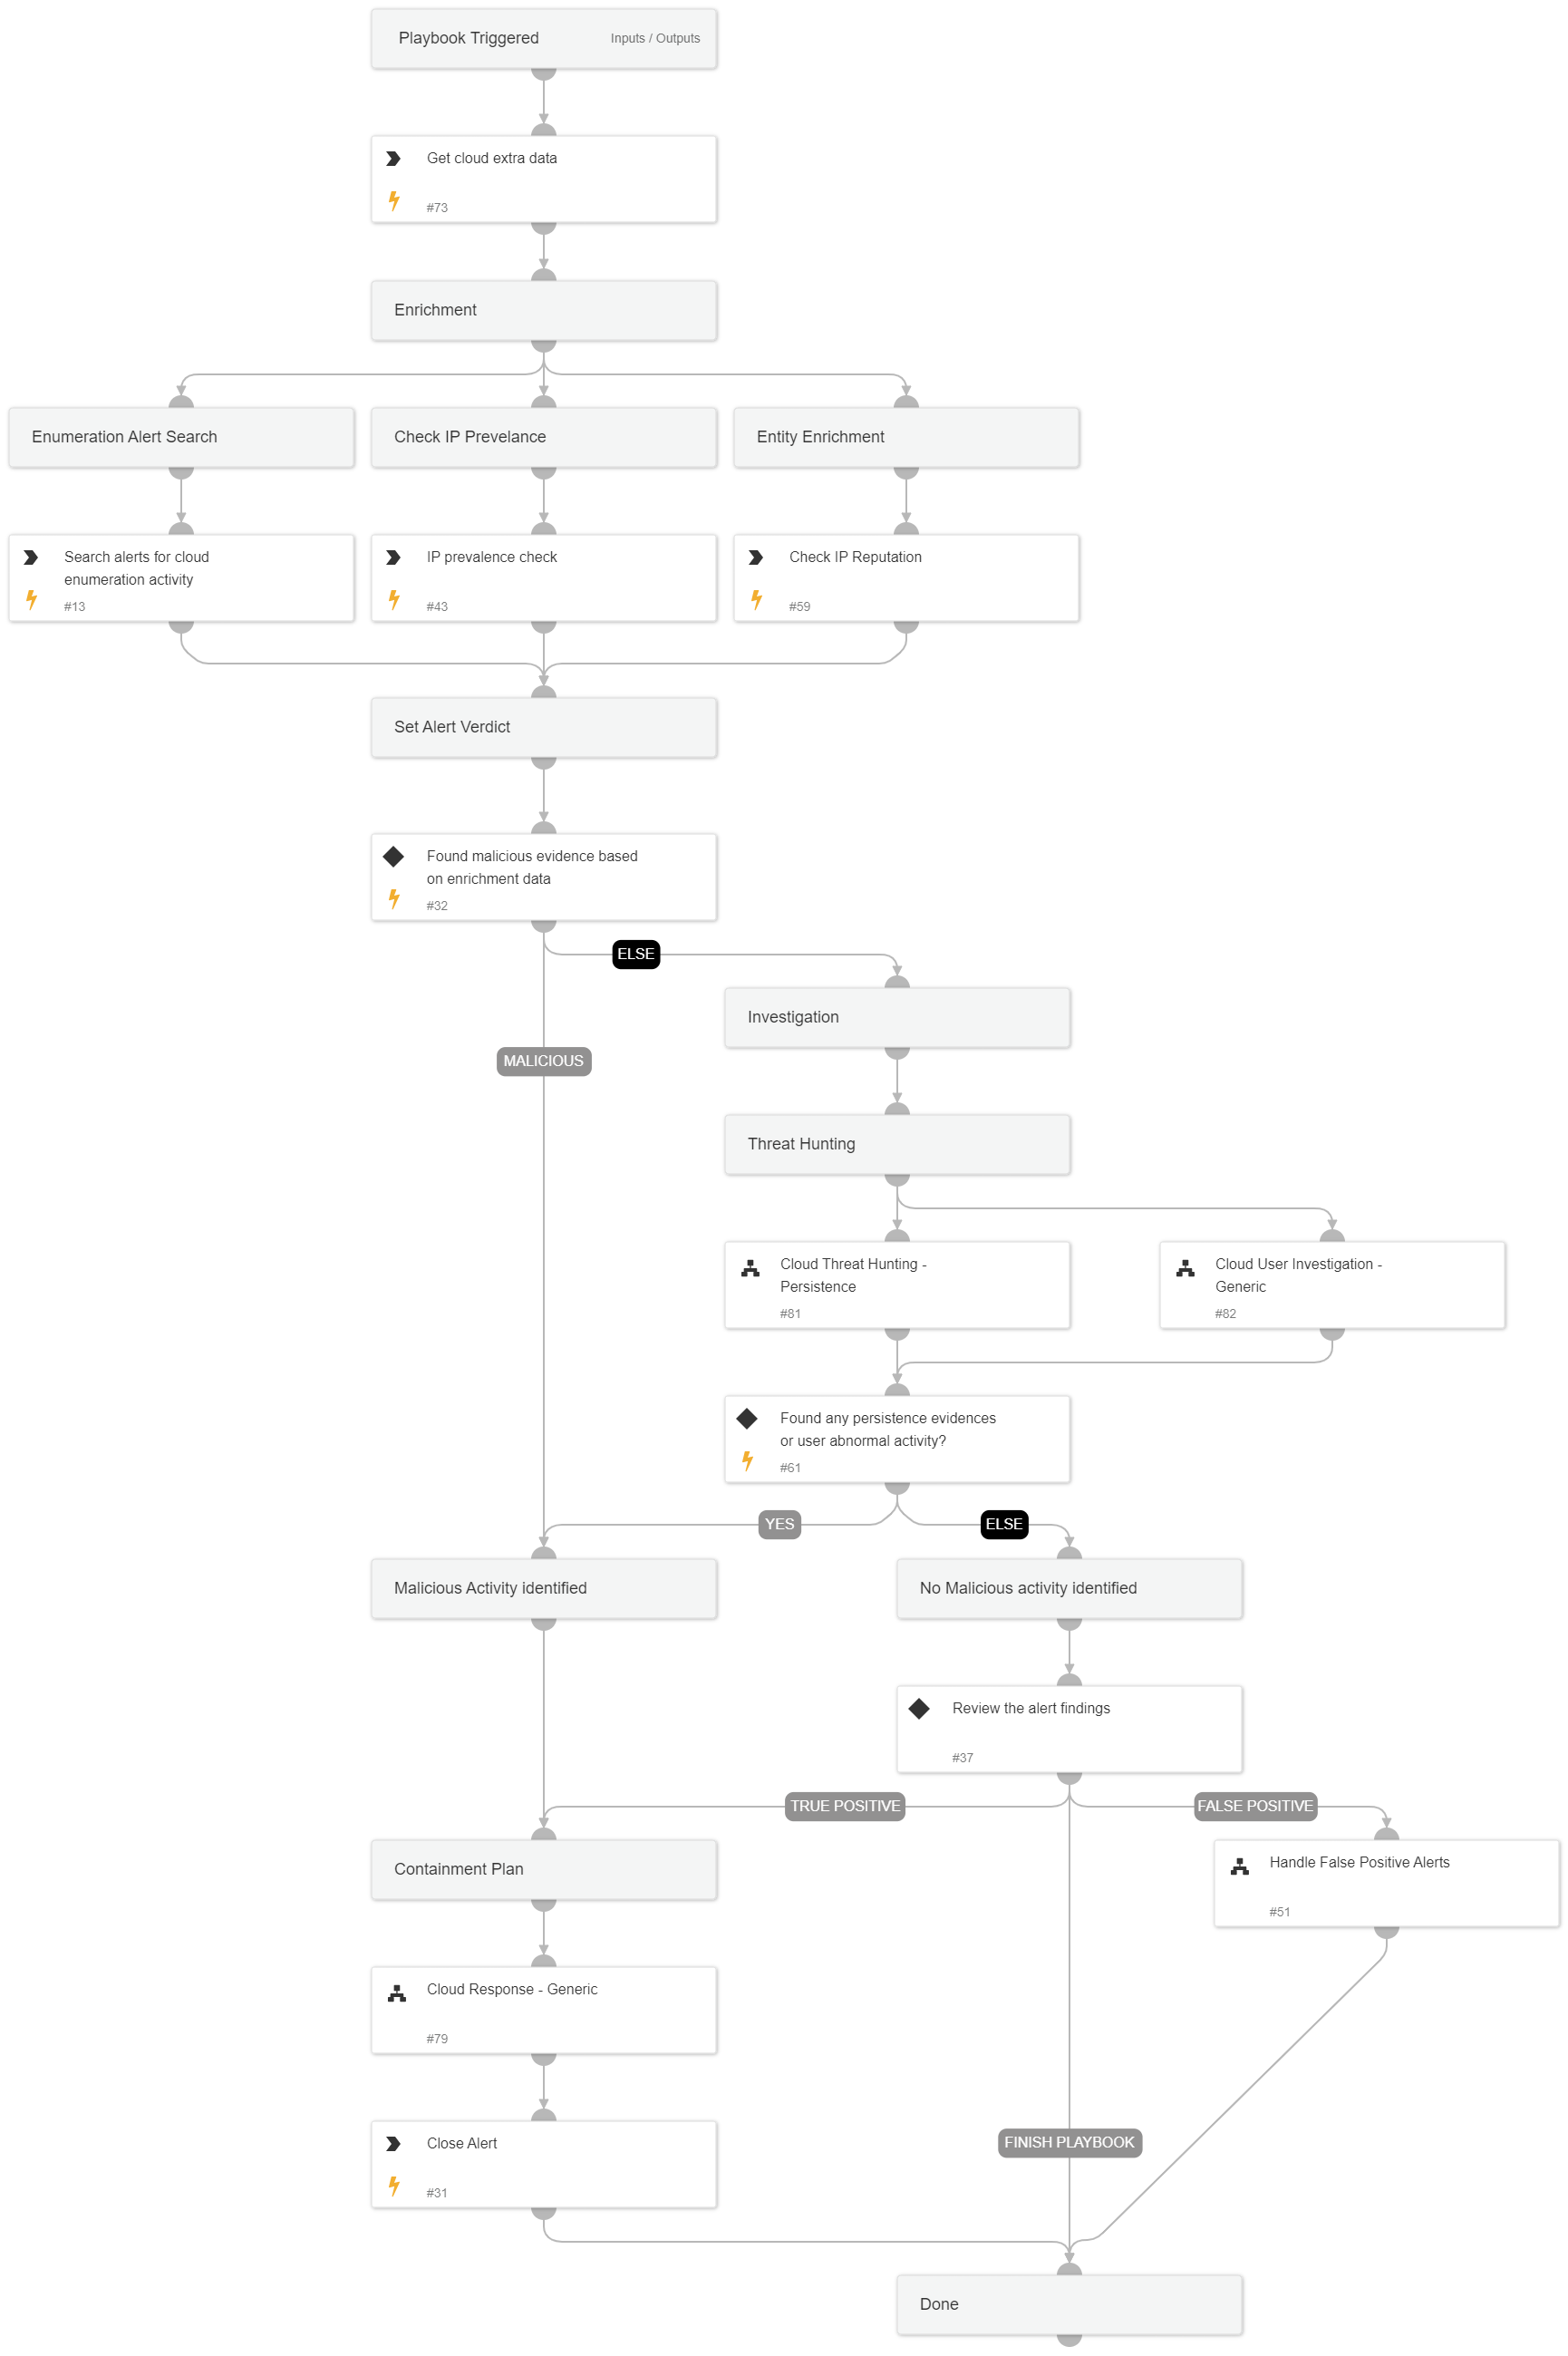 Playbook Triggered
Inputs / Outputs
Get cloud extra data
#73
Enrichment
Enumeration Alert Search
Check IP Prevelance
Entity Enrichment
Search alerts for cloud
enumeration activity
#13
IP prevalence check
#43
Check IP Reputation
#59
Set Alert Verdict
Found malicious evidence based
on enrichment data
#32
ELSE
Investigation
MALICIOUS
Threat Hunting
Cloud Threat Hunting -
Persistence
#81
Cloud User Investigation -
Generic
#82
Found any persistence evidences
or user abnormal activity?
#61
YES
ELSE
Malicious Activity identified
No Malicious activity identified
Review the alert findings
#37
TRUE POSITIVE
FALSE POSITIVE
Containment Plan
Handle False Positive Alerts
#51
Cloud Response - Generic
#79
Close Alert
#31
FINISH PLAYBOOK
Done